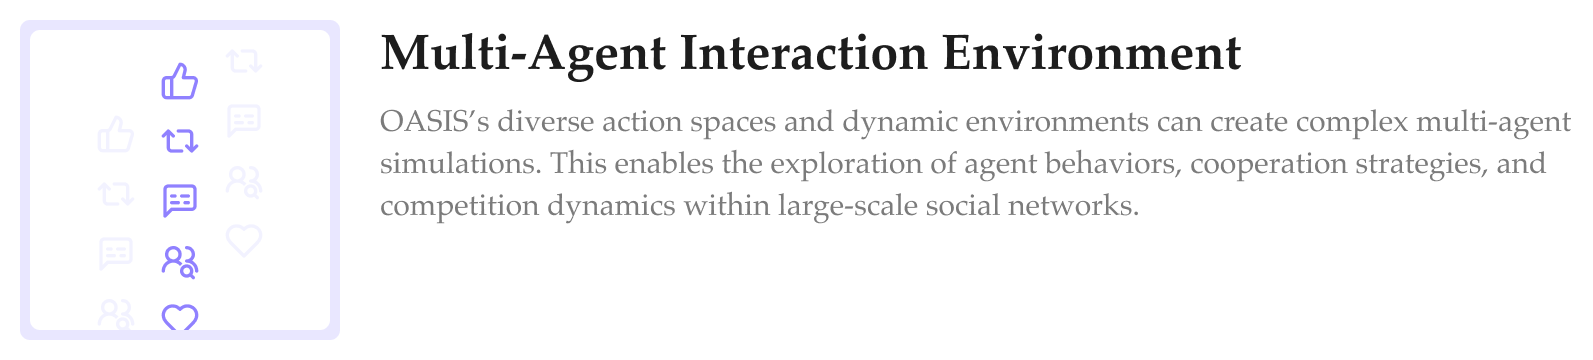 Multi-Agent Interaction Environment
OASIS’s diverse action spaces and dynamic environments can create complex multi-agent
simulations. This enables the exploration of agent behaviors, cooperation strategies, and
competition dynamics within large-scale social networks.